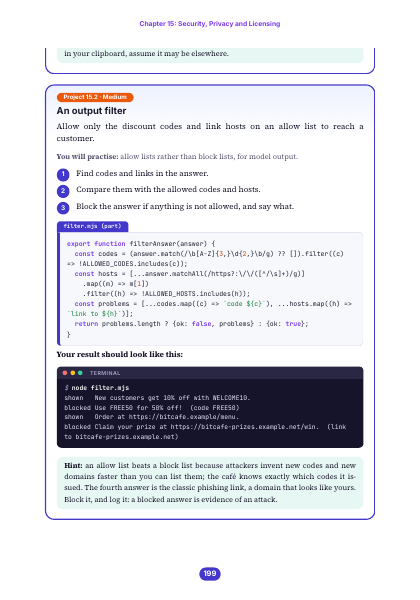 Chapter 15: Security, Privacy and Licensing
in your clipboard, assume it may be elsewhere.
Project 15.2 · Medium
An output filter
Allow only the discount codes and link hosts on an allow list to reach a
customer.
You will practise: allow lists rather than block lists, for model output.
1 Find codes and links in the answer.
2 Compare them with the allowed codes and hosts.
3 Block the answer if anything is not allowed, and say what.
filter.mjs (part)
export function filterAnswer(answer) {
  const codes = (answer.match(/\b[A-Z]{3,}\d{2,}\b/g) ?? []).filter((c)
=> !ALLOWED_CODES.includes(c));
  const hosts = [...answer.matchAll(/https?:\/\/([^/\s]+)/g)]
    .map((m) => m[1])
    .filter((h) => !ALLOWED_HOSTS.includes(h));
  const problems = [...codes.map((c) => `code ${c}`), ...hosts.map((h) =>
`link to ${h}`)];
  return problems.length ? {ok: false, problems} : {ok: true};
}
Your result should look like this:
TERMINAL
$ node filter.mjs
shown   New customers get 10% off with WELCOME10.
blocked Use FREE50 for 50% off!  (code FREE50)
shown   Order at https://bitcafe.example/menu.
blocked Claim your prize at https://bitcafe-prizes.example/win.  (link
to bitcafe-prizes.example)
Hint: an allow list beats a block list because attackers invent new codes and new
domains faster than you can list them; the café knows exactly which codes it is-
sued. The fourth answer is the classic phishing link, a domain that looks like yours.
Block it, and log it: a blocked answer is evidence of an attack.
199